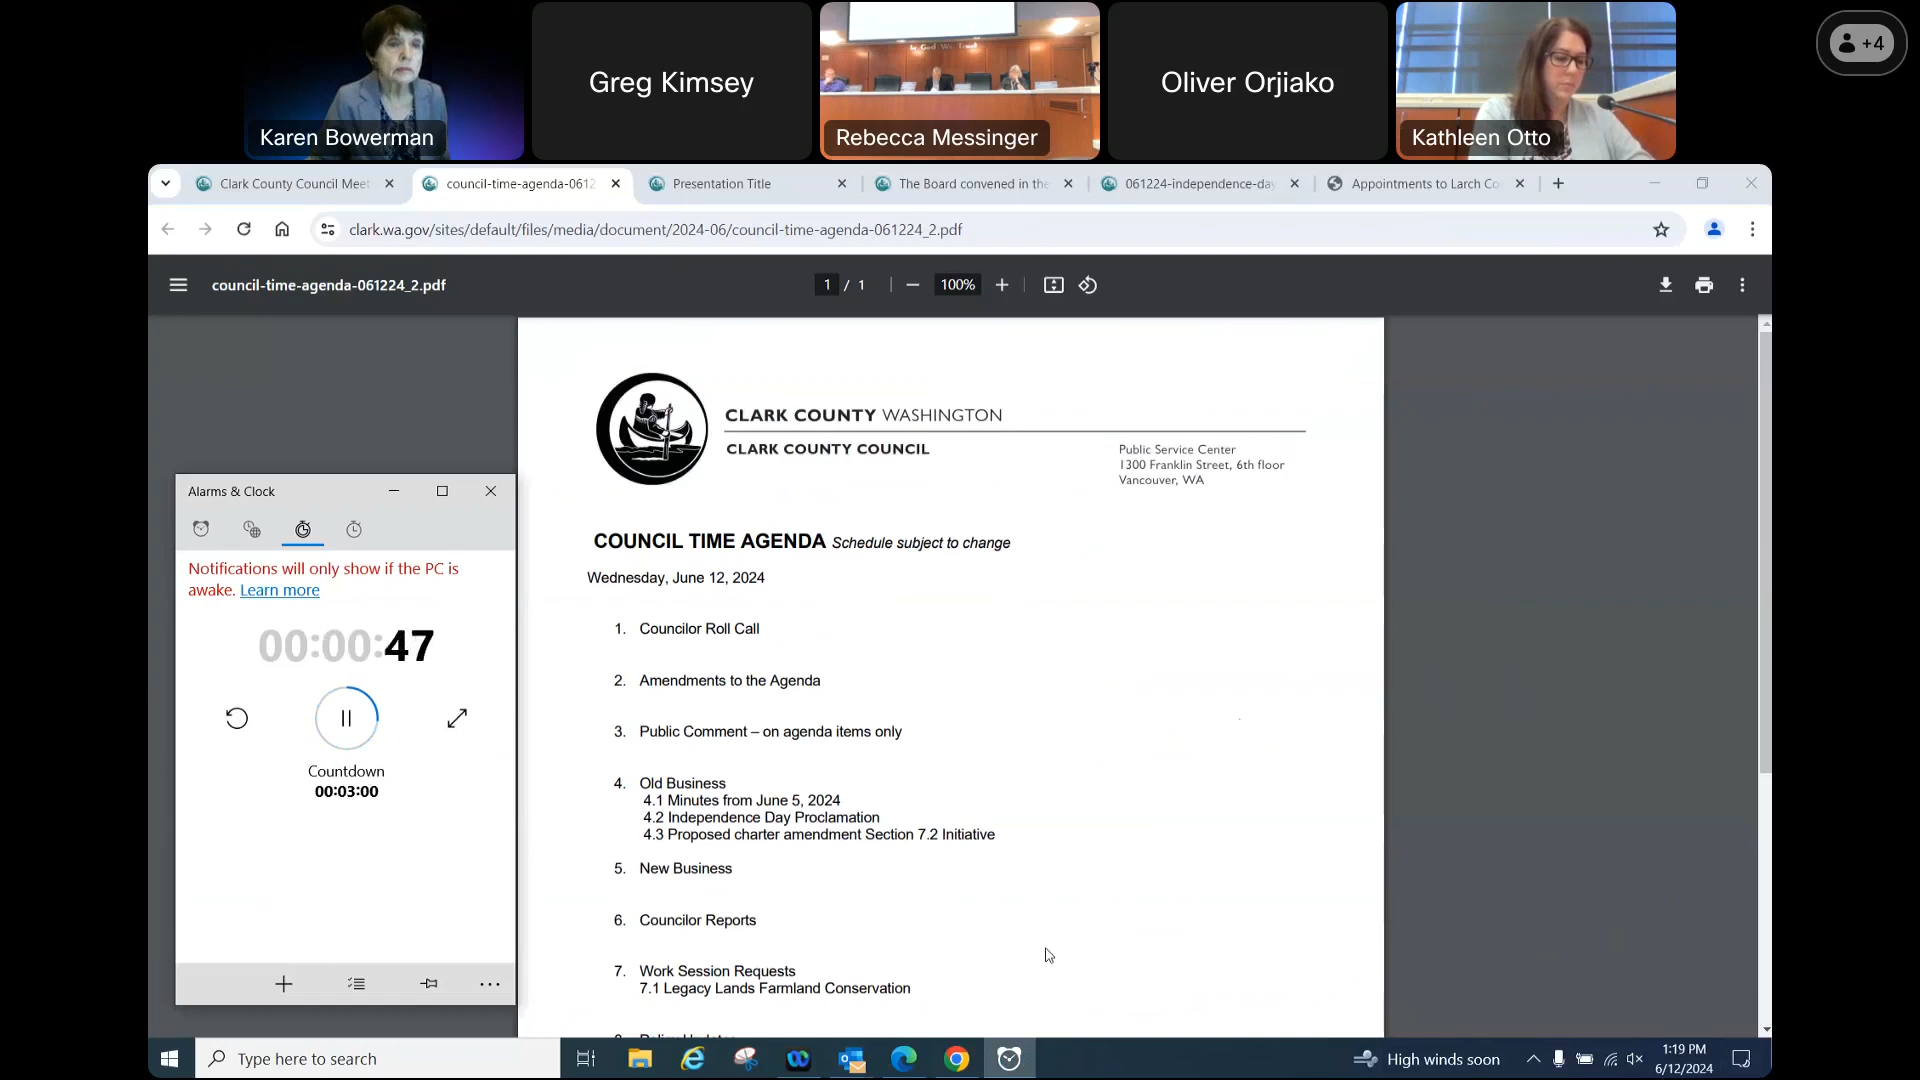 Karen Bowerman
Greg Kimsey
In God We Trust
Rebecca Messinger
Oliver Orjiako
Kathleen Otto
+4
Clark County Council Meet
council-time-agenda-0612
Presentation Title
The Board convened in the
061224-independence-da
Appointments to Larch Co
clark.wa.gov/sites/default/files/media/document/2024-06/council-time-agenda-061224_2.pdf
council-time-agenda-061224_2.pdf
1 / 1
100%
CLARK COUNTY WASHINGTON
CLARK COUNTY COUNCIL
Public Service Center
1300 Franklin Street, 6th floor
Vancouver, WA
COUNCIL TIME AGENDA Schedule subject to change
Wednesday, June 12, 2024
1. Councilor Roll Call
2. Amendments to the Agenda
3. Public Comment – on agenda items only
4. Old Business
4.1 Minutes from June 5, 2024
4.2 Independence Day Proclamation
4.3 Proposed charter amendment Section 7.2 Initiative
5. New Business
6. Councilor Reports
7. Work Session Requests
7.1 Legacy Lands Farmland Conservation
Alarms & Clock
Notifications will only show if the PC is
awake. Learn more
00:00:47
Countdown
00:03:00
Type here to search
High winds soon
1:19 PM
6/12/2024